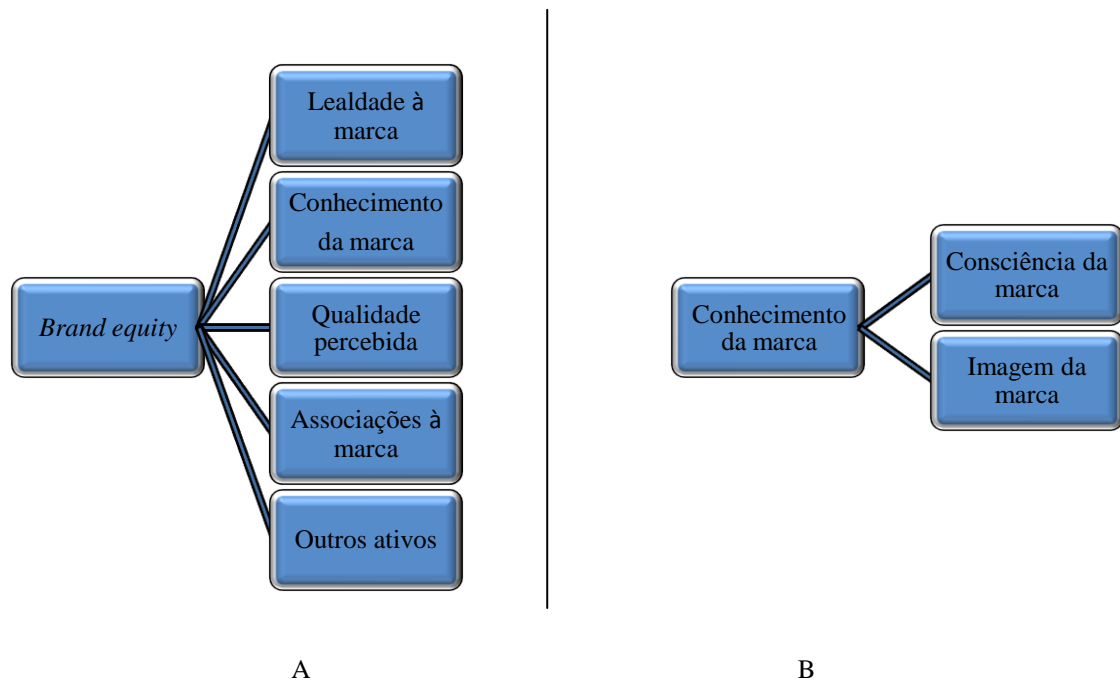 Lealdade à
marca
Conhecimento
da marca
Brand equity
Qualidade
percebida
Associações à
marca
Outros ativos
A
Conhecimento
da marca
Consciência da
marca
Imagem da
marca
B